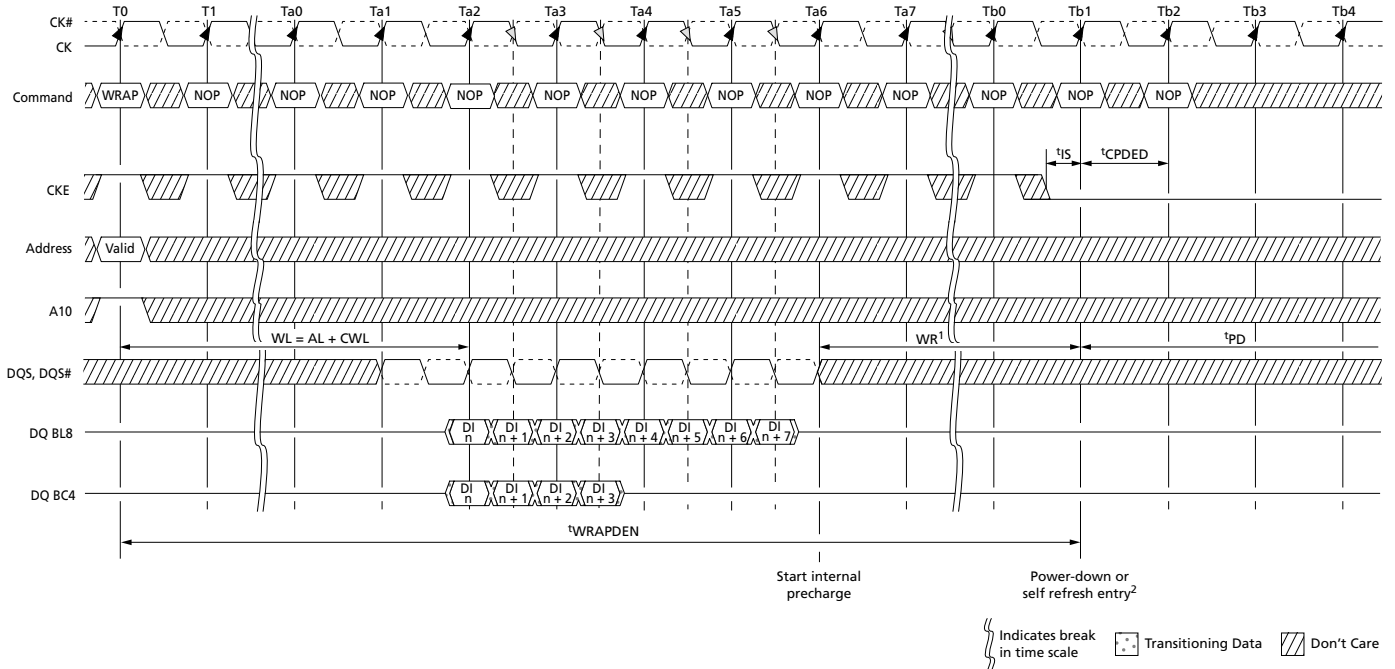 T0 T1 Ta0 Ta1 Ta2 Ta3 Ta4 Ta5 Ta6 Ta7 Tb0 Tb1 Tb2 Tb3 Tb4
CK#
CK
Command WRAP NOP NOP NOP NOP NOP NOP NOP NOP NOP NOP NOP NOP
tIS tCPDED
CKE
Address Valid
A10
WL = AL + CWL WR1 tPD
DQS, DQS#
DQ BL8 DI n DI n + 1 DI n + 2 DI n + 3 DI n + 4 DI n + 5 DI n + 6 DI n + 7
DQ BC4 DI n DI n + 1 DI n + 2 DI n + 3
tWRAPDEN
Start internal
precharge
Power-down or
self refresh entry2
Indicates break
in time scale
Transitioning Data
Don't Care